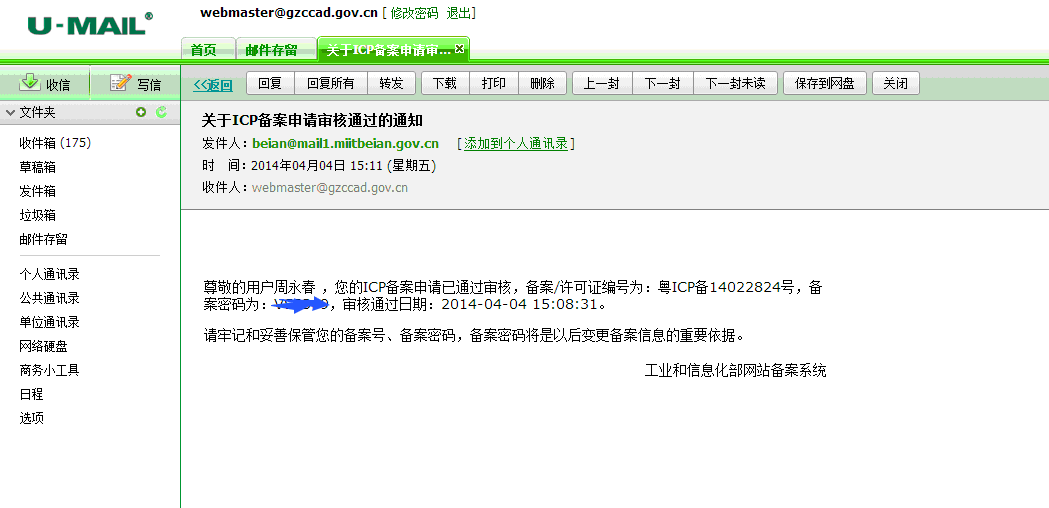 U-MAIL®
webmaster@gzccad.gov.cn [ 修改密码 退出]
首页 邮件存留 关于ICP备案申请审...
收信 写信 <<返回 回复 回复所有 转发 下载 打印 删除 上一封 下一封 下一封未读 保存到网盘 关闭
文件夹
收件箱 (175)
草稿箱
发件箱
垃圾箱
邮件存留
个人通讯录
公共通讯录
单位通讯录
网络硬盘
商务小工具
日程
选项
关于ICP备案申请审核通过的通知
发件人：beian@mail1.miitbeian.gov.cn [添加到个人通讯录]
时 间：2014年04月04日 15:11 (星期五)
收件人：webmaster@gzccad.gov.cn
尊敬的用户周永春 ，您的ICP备案申请已通过审核，备案/许可证编号为：粤ICP备14022824号，备
案密码为： ，审核通过日期：2014-04-04 15:08:31。
请牢记和妥善保管您的备案号、备案密码，备案密码将是以后变更备案信息的重要依据。
工业和信息化部网站备案系统